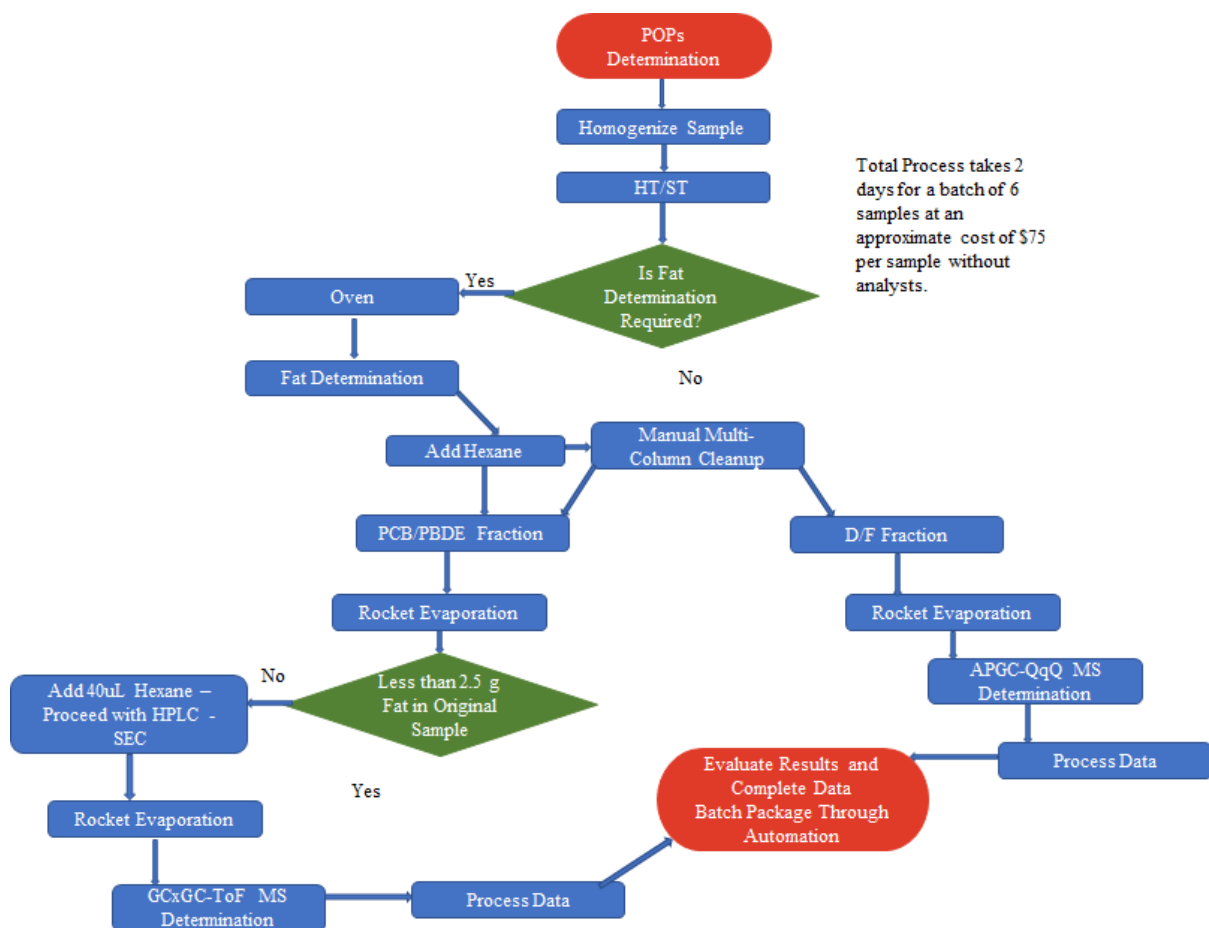 POPs
Determination
Homogenize Sample
HT/ST
Total Process takes 2
days for a batch of 6
samples at an
approximate cost of $75
per sample without
analysts.
Is Fat
Determination
Required?
Yes
Oven
Fat Determination
No
Add Hexane
Manual Multi-
Column Cleanup
PCB/PBDE Fraction
D/F Fraction
Rocket Evaporation
Rocket Evaporation
Less than 2.5 g
Fat in Original
Sample
No
Add 40uL Hexane –
Proceed with HPLC -
SEC
APGC-QqQ MS
Determination
Yes
Process Data
Evaluate Results and
Complete Data
Batch Package Through
Automation
Rocket Evaporation
GCxGC-ToF MS
Determination
Process Data